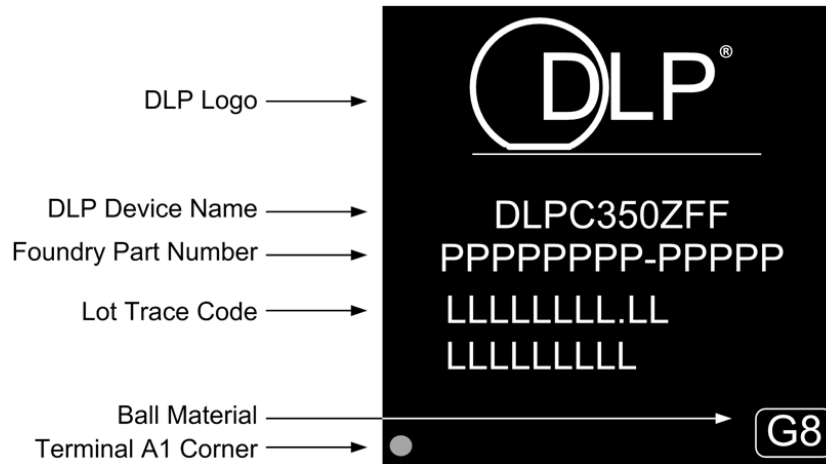 DLP Logo
DLP®
DLP Device Name
DLPC350ZFF
Foundry Part Number
PPPPPPPP-PPPPP
Lot Trace Code
LLLLLLLL.LL
LLLLLLLLL
Ball Material
G8
Terminal A1 Corner